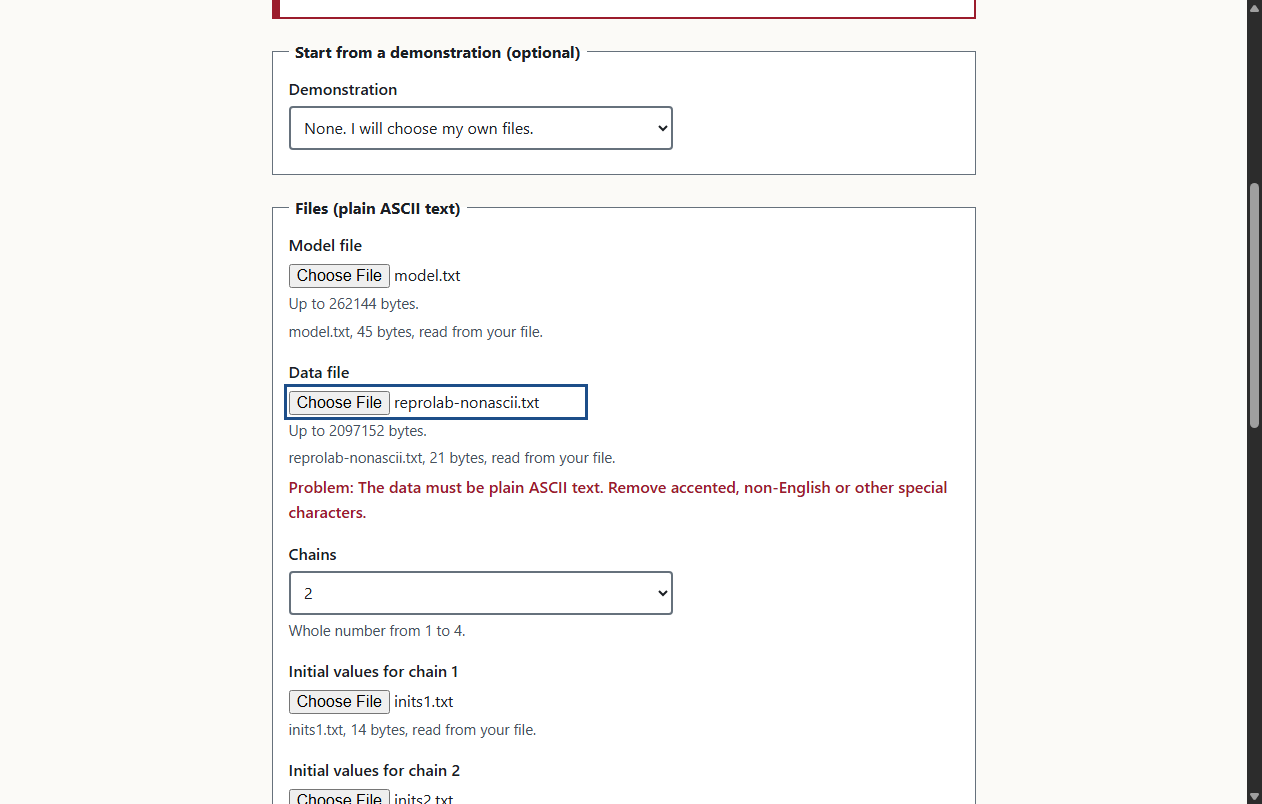 Start from a demonstration (optional)
Demonstration
None. I will choose my own files.
Files (plain ASCII text)
Model file
Choose File model.txt
Up to 262144 bytes.
model.txt, 45 bytes, read from your file.
Data file
Choose File reprolab-nonascii.txt
Up to 2097152 bytes.
reprolab-nonascii.txt, 21 bytes, read from your file.
Problem: The data must be plain ASCII text. Remove accented, non-English or other special
characters.
Chains
2
Whole number from 1 to 4.
Initial values for chain 1
Choose File inits1.txt
inits1.txt, 14 bytes, read from your file.
Initial values for chain 2
Choose File inits2.txt